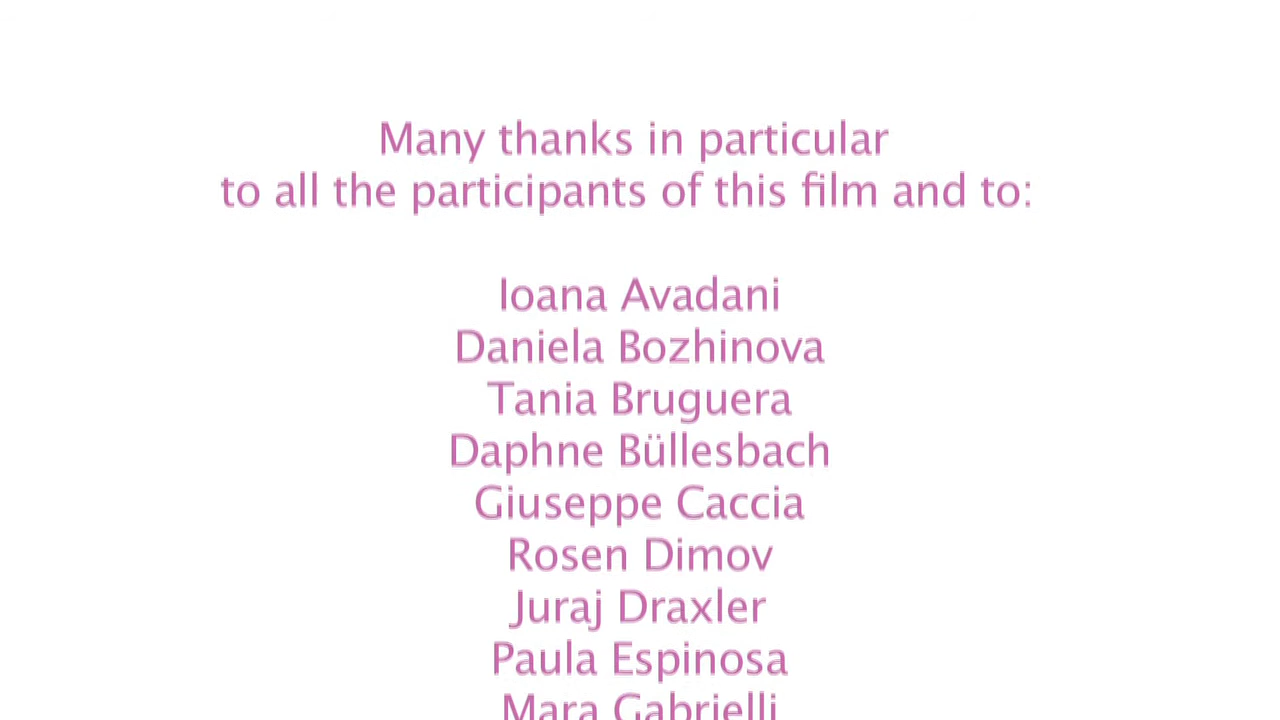 Many thanks in particular
to all the participants of this film and to:
Ioana Avadani
Daniela Bozhinova
Tania Bruguera
Daphne Büllesbach
Giuseppe Caccia
Rosen Dimov
Juraj Draxler
Paula Espinosa
Mara Gabrielli